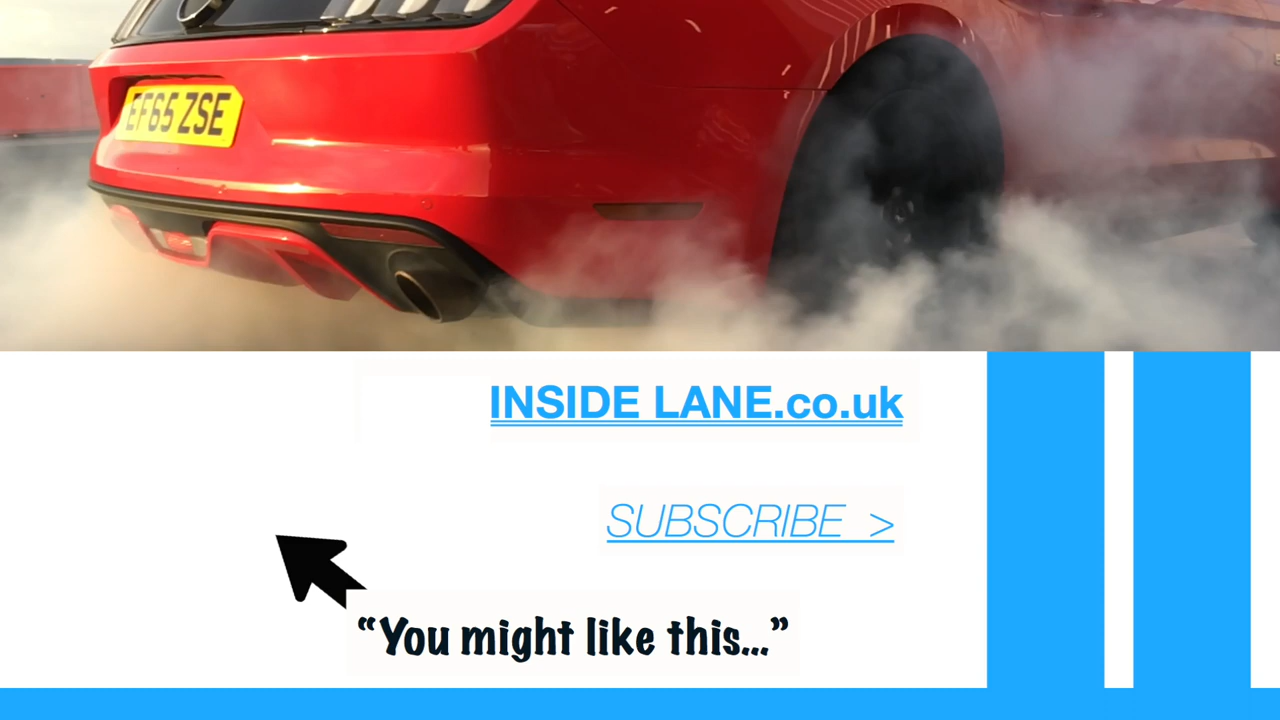 EF65 ZSE
INSIDE LANE.co.uk
SUBSCRIBE >
“You might like this...”